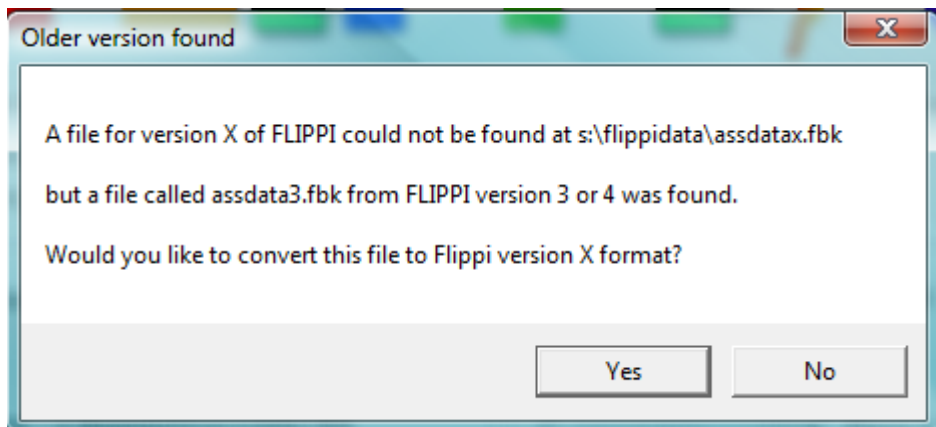 Older version found
A file for version X of FLIPPI could not be found at s:\flippidata\assdatax.fbk
but a file called assdata3.fbk from FLIPPI version 3 or 4 was found.
Would you like to convert this file to Flippi version X format?
Yes No